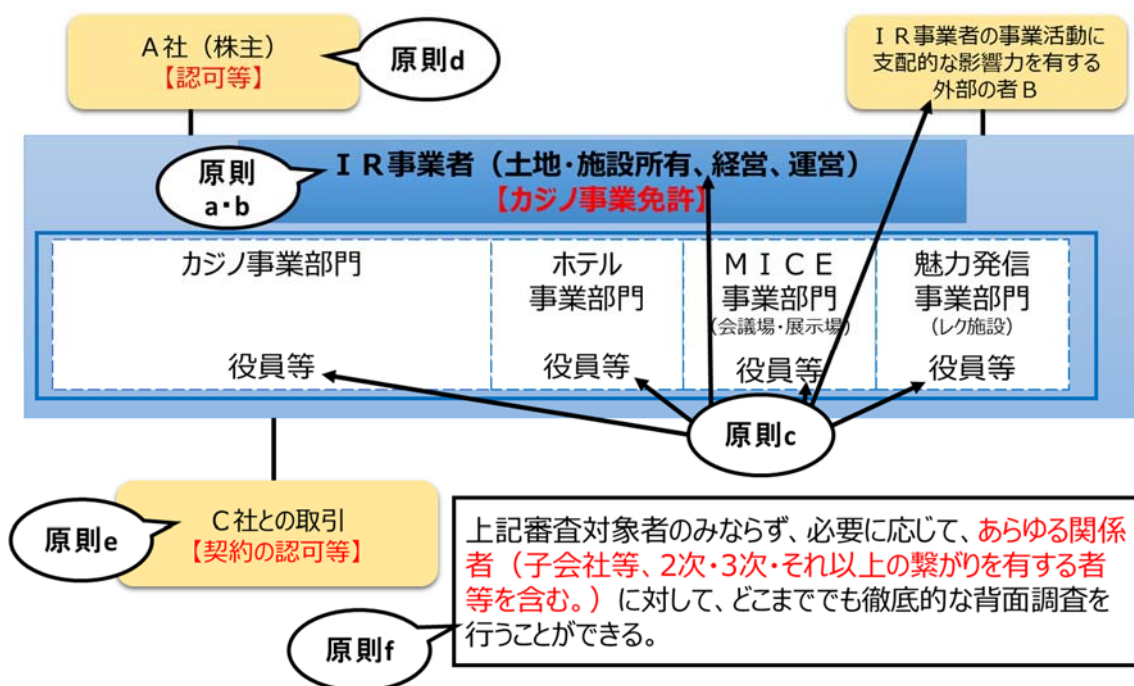 A社（株主）
【認可等】
原則d
ＩＲ事業者の事業活動に
支配的な影響力を有する
外部の者Ｂ
原則
a・b
ＩＲ事業者（土地・施設所有、経営、運営）
【カジノ事業免許】
カジノ事業部門
役員等
ホテル
事業部門
役員等
ＭＩＣＥ
事業部門
（会議場・展示場）
役員等
魅力発信
事業部門
（レク施設）
役員等
原則c
原則e
C社との取引
【契約の認可等】
上記審査対象者のみならず、必要に応じて、あらゆる関係
者（子会社等、2次・3次・それ以上の繋がりを有する者
等を含む。）に対して、どこまででも徹底的な背面調査を
行うことができる。
原則f